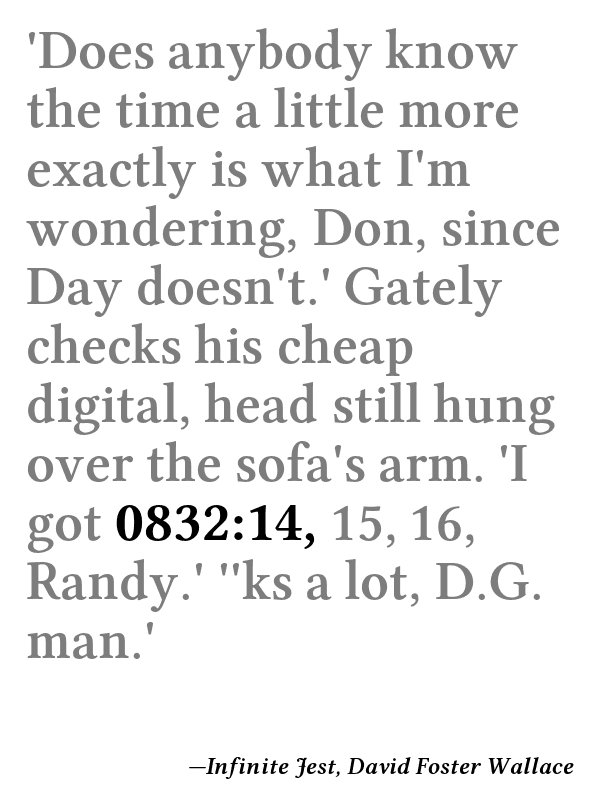 'Does anybody know
the time a little more
exactly is what I'm
wondering, Don, since
Day doesn't.' Gately
checks his cheap
digital, head still hung
over the sofa's arm. 'I
got 0832:14, 15, 16,
Randy.' ''ks a lot, D.G.
man.'
—Infinite Jest, David Foster Wallace